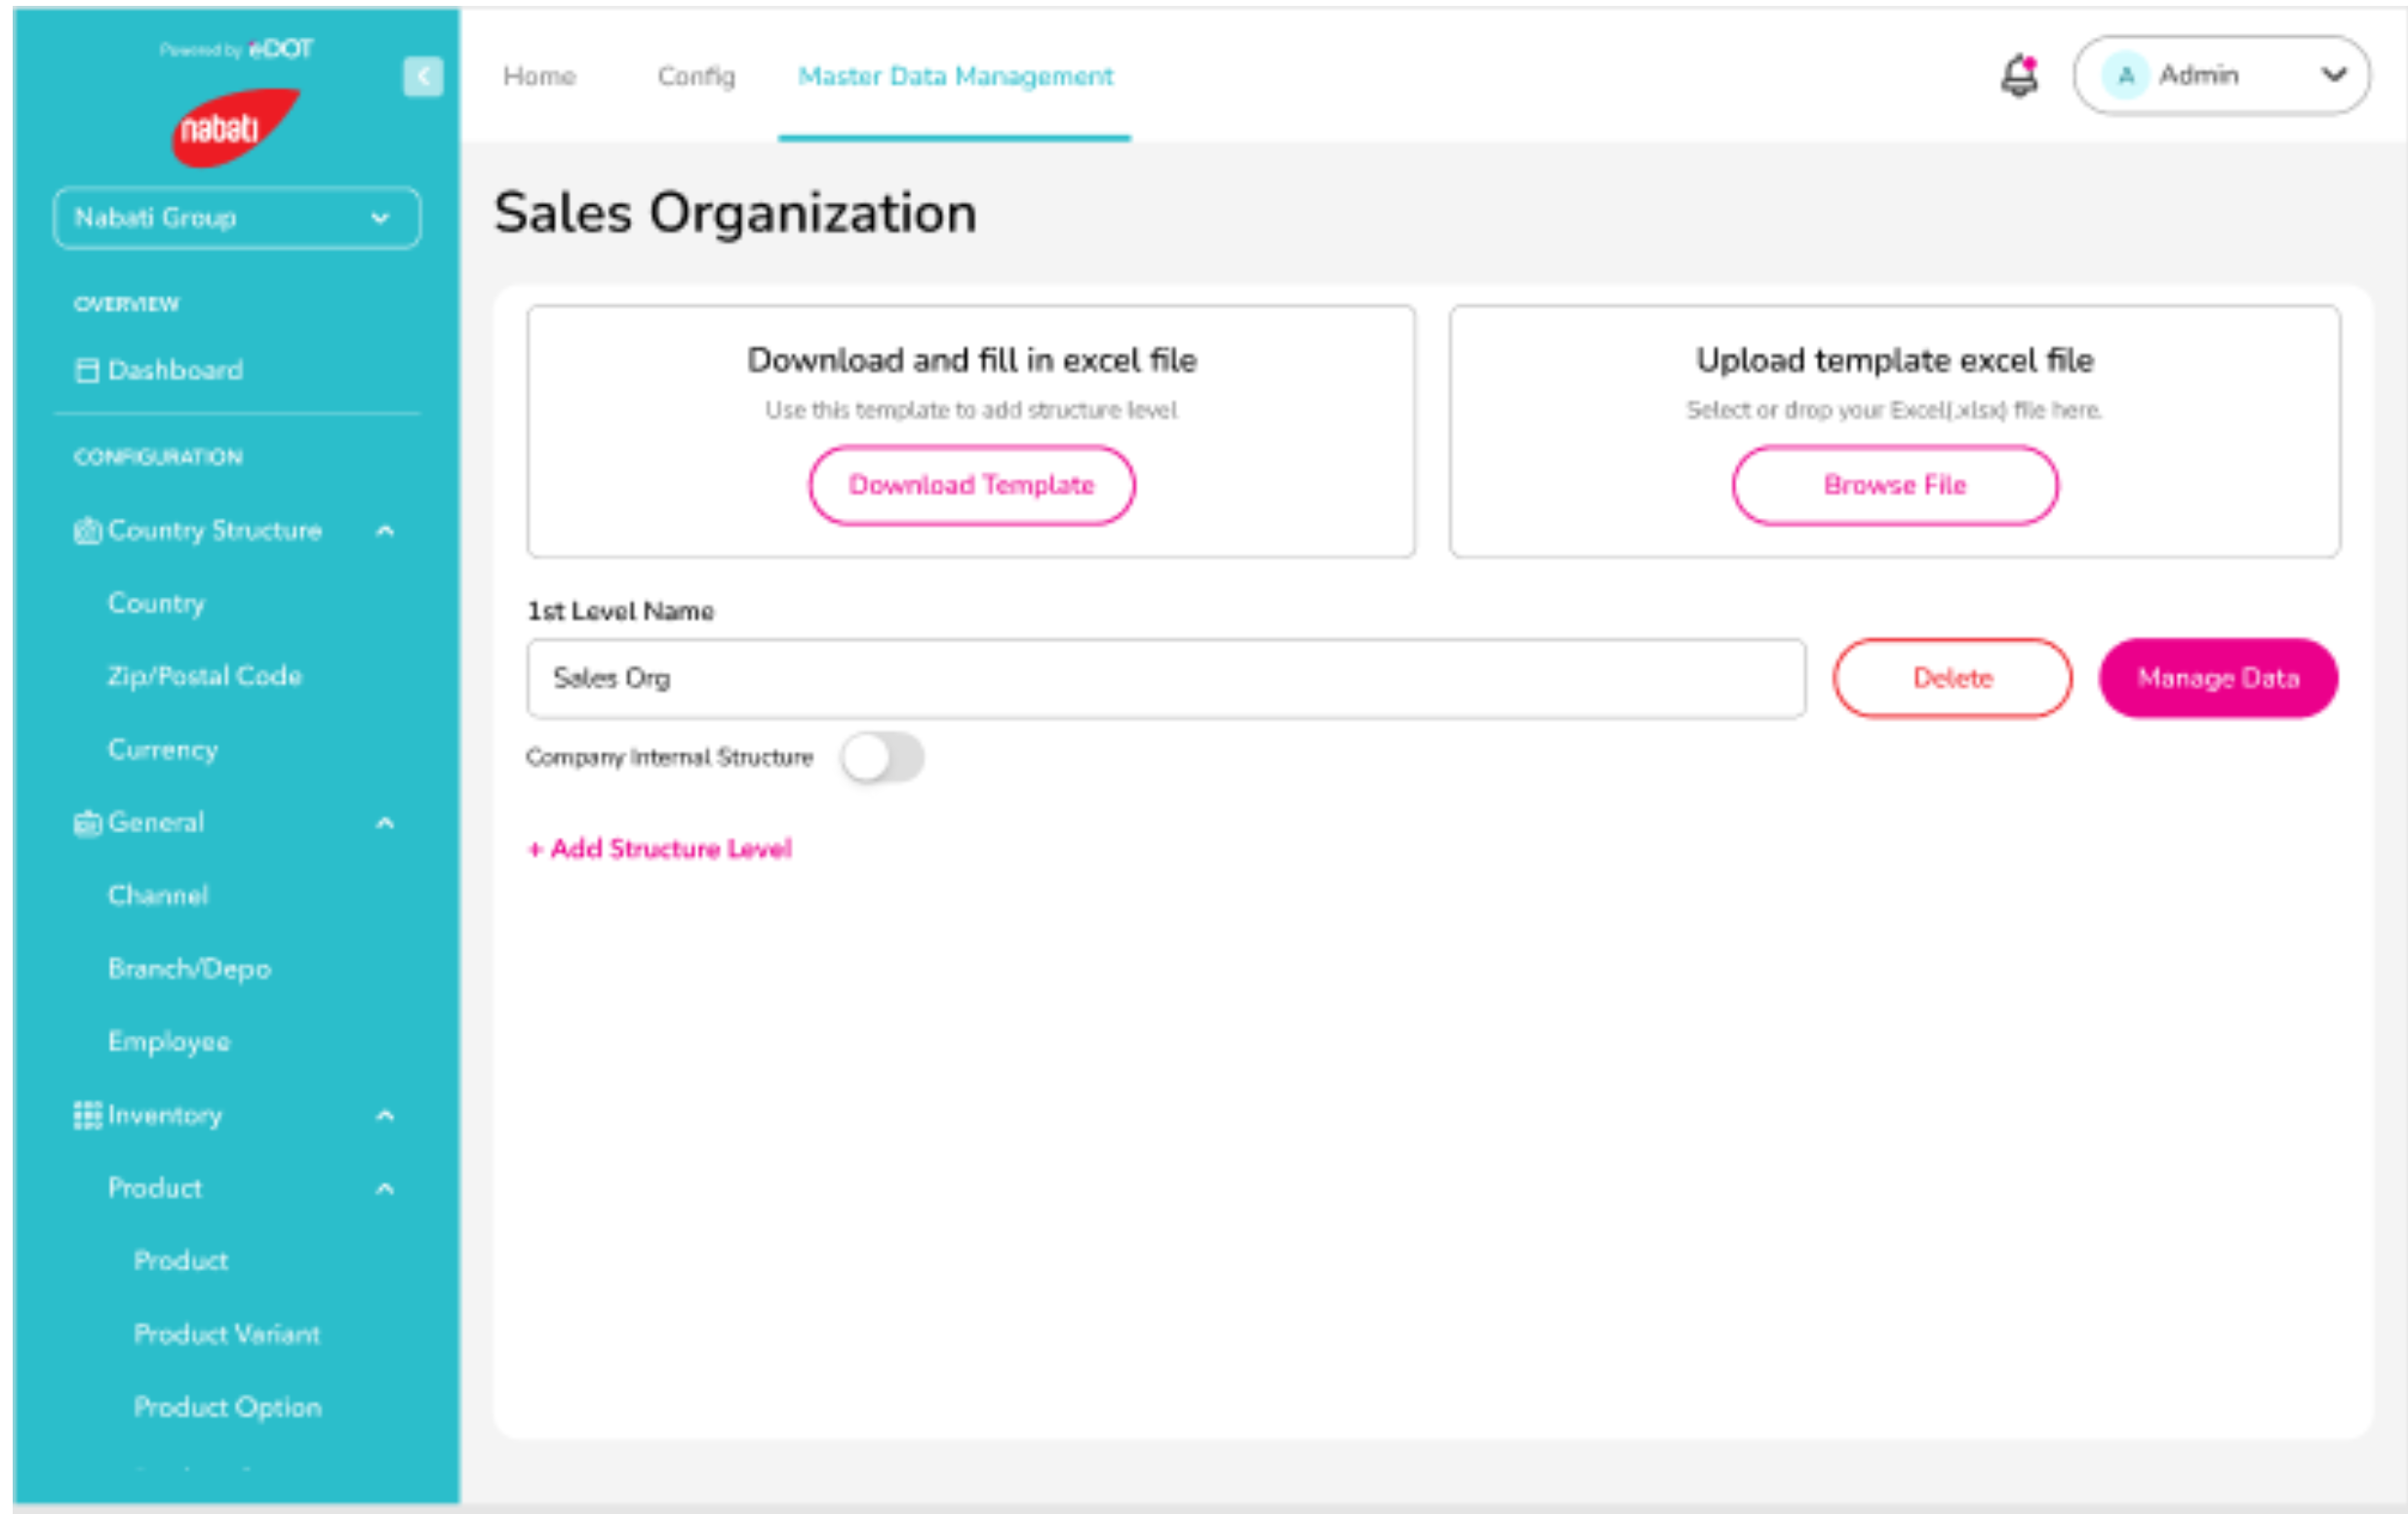 Powered by eDOT
nabati
Nabati Group
OVERVIEW
Dashboard
CONFIGURATION
Country Structure
Country
Zip/Postal Code
Currency
General
Channel
Branch/Depo
Employee
Inventory
Product
Product
Product Variant
Product Option
Home Config Master Data Management
A Admin
Sales Organization
Download and fill in excel file
Use this template to add structure level
Download Template
Upload template excel file
Select or drop your Excel(.xlsx) file here.
Browse File
1st Level Name
Sales Org
Delete
Manage Data
Company Internal Structure
+ Add Structure Level